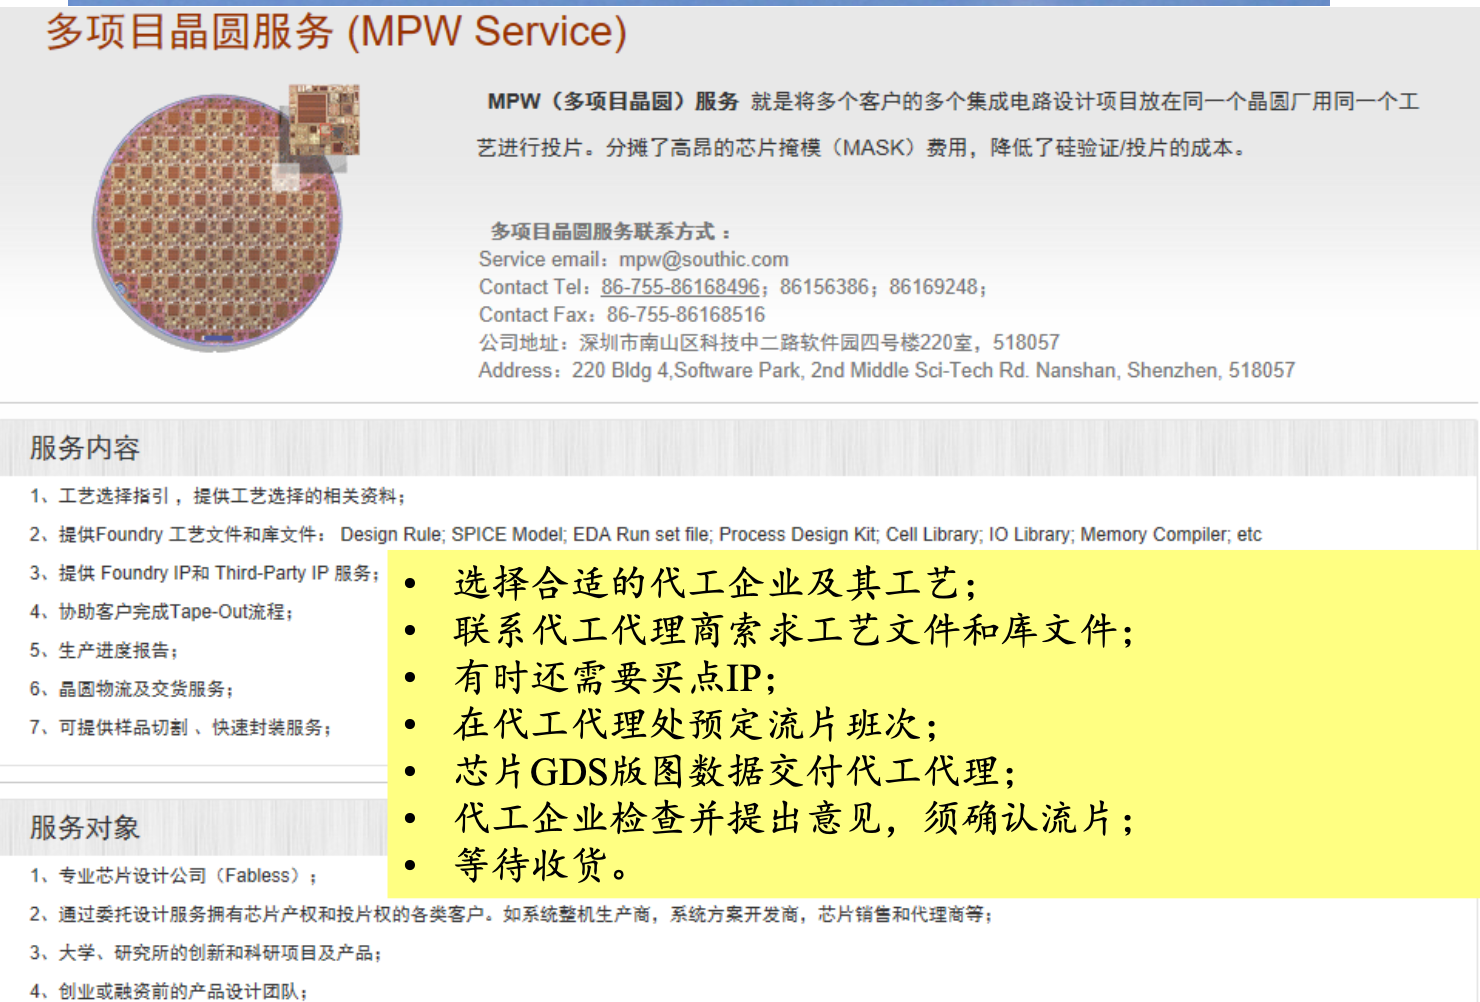 多项目晶圆服务 (MPW Service)
MPW（多项目晶圆）服务 就是将多个客户的多个集成电路设计项目放在同一个晶圆厂用同一个工
艺进行投片。分摊了高昂的芯片掩模（MASK）费用，降低了硅验证/投片的成本。
多项目晶圆服务联系方式：
Service email：mpw@southic.com
Contact Tel：86-755-86168496；86156386；86169248；
Contact Fax：86-755-86168516
公司地址：深圳市南山区科技中二路软件园四号楼220室，518057
Address：220 Bldg 4,Software Park, 2nd Middle Sci-Tech Rd. Nanshan, Shenzhen, 518057
服务内容
1、工艺选择指引，提供工艺选择的相关资料；
2、提供Foundry 工艺文件和库文件： Design Rule; SPICE Model; EDA Run set file; Process Design Kit; Cell Library; IO Library; Memory Compiler; etc
3、提供 Foundry IP和 Third-Party IP 服务；
4、协助客户完成Tape-Out流程；
5、生产进度报告；
6、晶圆物流及交货服务；
7、可提供样品切割 、快速封装服务；
• 选择合适的代工企业及其工艺；
• 联系代工代理商索求工艺文件和库文件；
• 有时还需要买点IP；
• 在代工代理处预定流片班次；
• 芯片GDS版图数据交付代工代理；
• 代工企业检查并提出意见，须确认流片；
• 等待收货。
服务对象
1、专业芯片设计公司（Fabless）；
2、通过委托设计服务拥有芯片产权和投片权的各类客户。如系统整机生产商，系统方案开发商，芯片销售和代理商等；
3、大学、研究所的创新和科研项目及产品；
4、创业或融资前的产品设计团队；